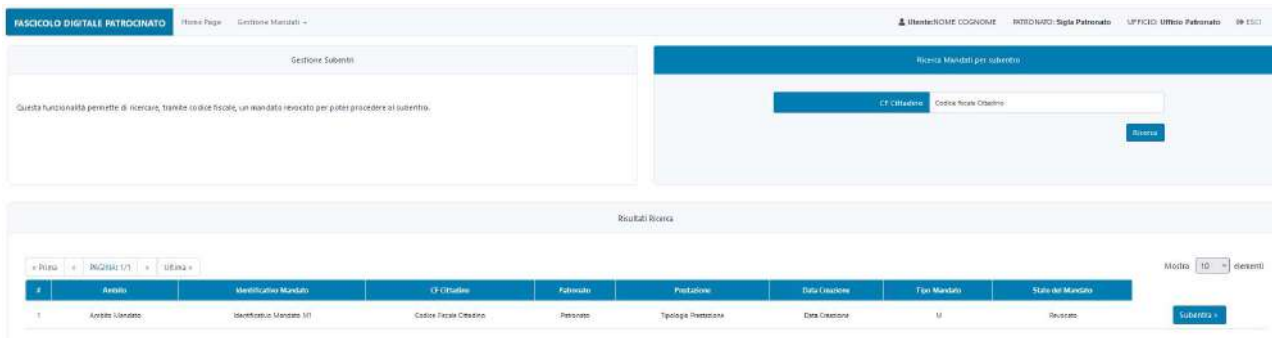 FASCICOLO DIGITALE PATROCINATO Home Page Gestione Mandati Utente:NOME COGNOME PATRONATO: Sigla Patronato UFFICIO: Ufficio Patronato ESCI
Gestione Subentri
Questa funzionalità permette di ricercare, tramite codice fiscale, un mandato revocato per poter procedere al subentro.
Ricerca Mandati per subentro
CF Cittadino Codice fiscale Cittadino
Ricerca
Risultati Ricerca
« Prima « PAGINA: 1/1 » Ultima » Mostra 10 elementi
# Ambito Identificativo Mandato CF Cittadino Patronato Prestazione Data Creazione Tipo Mandato Stato del Mandato
1 Ambito Mandato Identificativo Mandato M1 Codice Fiscale Cittadino Patronato Tipologia Prestazione Data Creazione M Revocato Subentra »